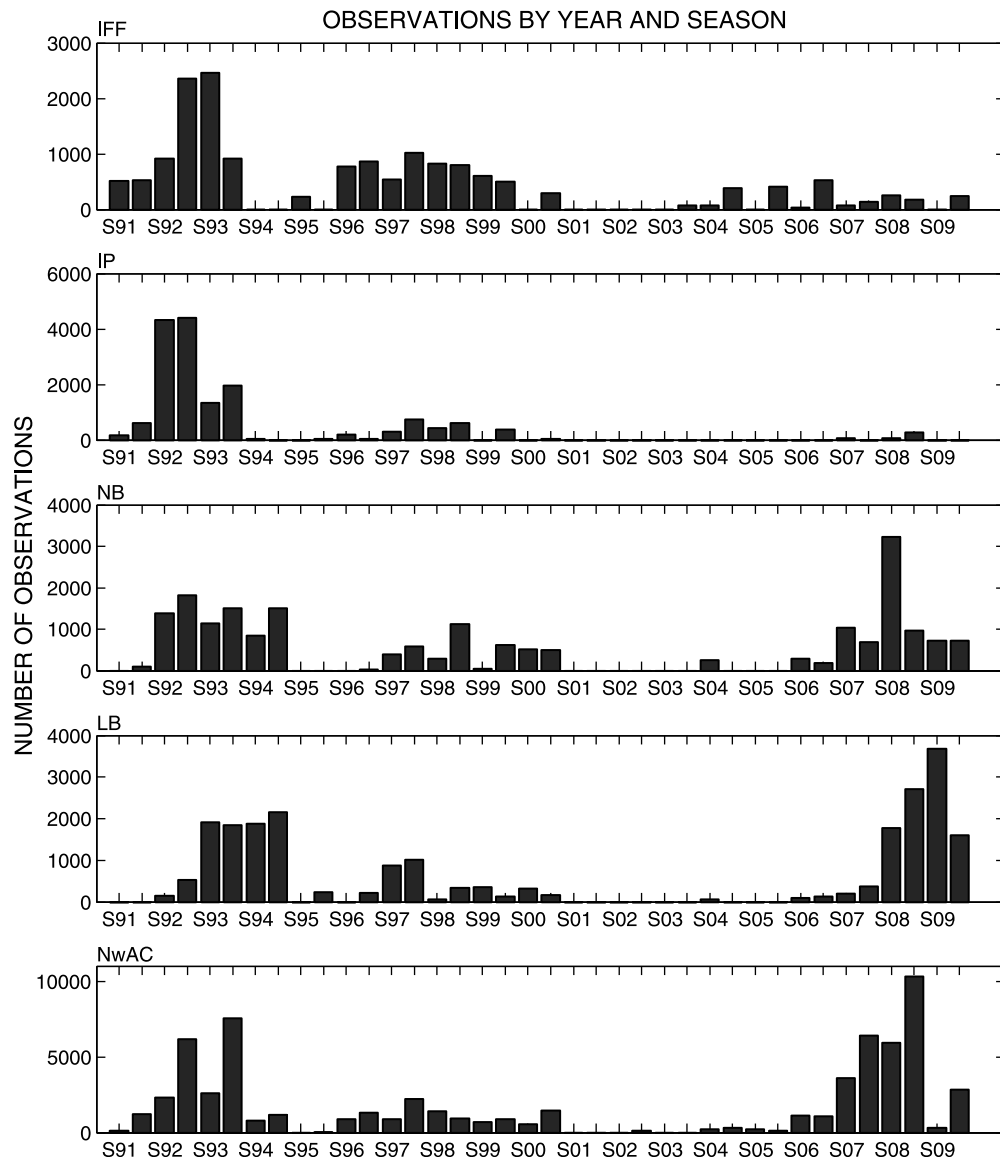 OBSERVATIONS BY YEAR AND SEASON
NUMBER OF OBSERVATIONS
IFF
3000
2000
1000
0
S91 S92 S93 S94 S95 S96 S97 S98 S99 S00 S01 S02 S03 S04 S05 S06 S07 S08 S09
IP
6000
4000
2000
0
S91 S92 S93 S94 S95 S96 S97 S98 S99 S00 S01 S02 S03 S04 S05 S06 S07 S08 S09
NB
4000
3000
2000
1000
0
S91 S92 S93 S94 S95 S96 S97 S98 S99 S00 S01 S02 S03 S04 S05 S06 S07 S08 S09
LB
4000
3000
2000
1000
0
S91 S92 S93 S94 S95 S96 S97 S98 S99 S00 S01 S02 S03 S04 S05 S06 S07 S08 S09
NwAC
10000
5000
0
S91 S92 S93 S94 S95 S96 S97 S98 S99 S00 S01 S02 S03 S04 S05 S06 S07 S08 S09